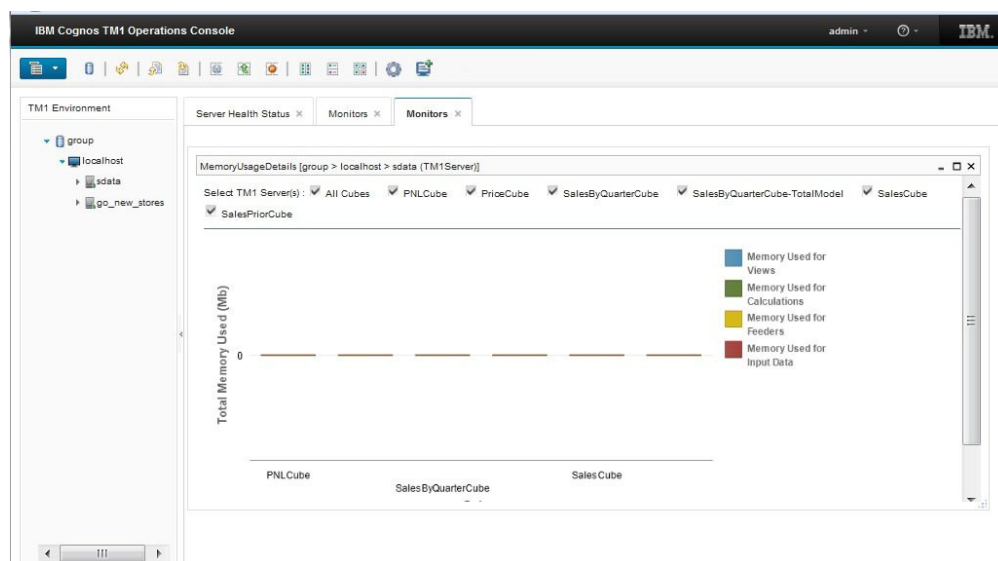 IBM Cognos TM1 Operations Console
admin
IBM.
TM1 Environment
group
localhost
sdata
go_new_stores
Server Health Status
Monitors
Monitors
MemoryUsageDetails [group > localhost > sdata (TM1Server)]
Select TM1 Server(s) : All Cubes PNLCube PriceCube SalesByQuarterCube SalesByQuarterCube-TotalModel SalesCube
SalesPriorCube
Total Memory Used (Mb)
0
Memory Used for
Views
Memory Used for
Calculations
Memory Used for
Feeders
Memory Used for
Input Data
PNLCube
SalesByQuarterCube
SalesCube